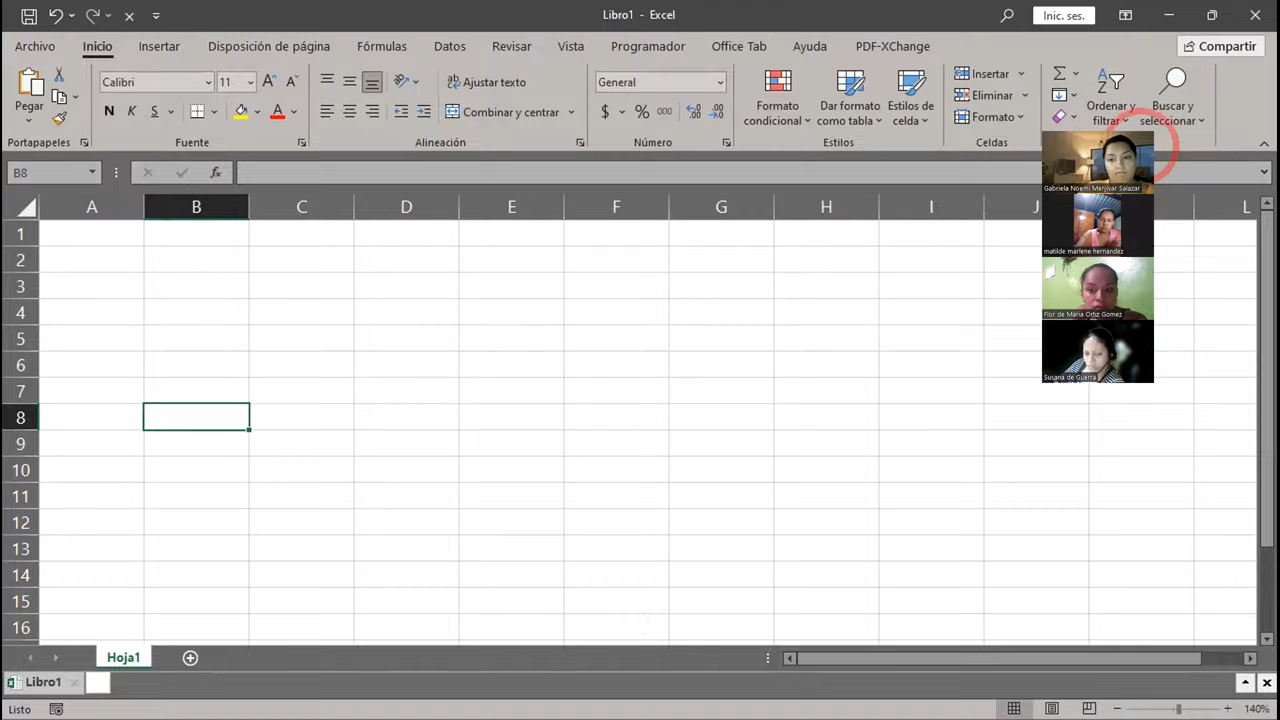 Libro1 - Excel
Inic. ses.
Archivo Inicio Insertar Disposición de página Fórmulas Datos Revisar Vista Programador Office Tab Ayuda PDF-XChange Compartir
Pegar
Calibri 11
N K S
Ajustar texto
Combinar y centrar
General
$ % 000
Formato condicional
Dar formato como tabla
Estilos de celda
Insertar
Eliminar
Formato
Ordenar y filtrar
Buscar y seleccionar
Portapapeles Fuente Alineación Número Estilos Celdas
B8
fx
A B C D E F G H I J L
1
2
3
4
5
6
7
8
9
10
11
12
13
14
15
16
Gabriela Noemi Menjivar Salazar
matilde marlene hernandez
Flor de Maria Ortiz Gomez
Susana de Guerra
Hoja1
Libro1
Listo
140%